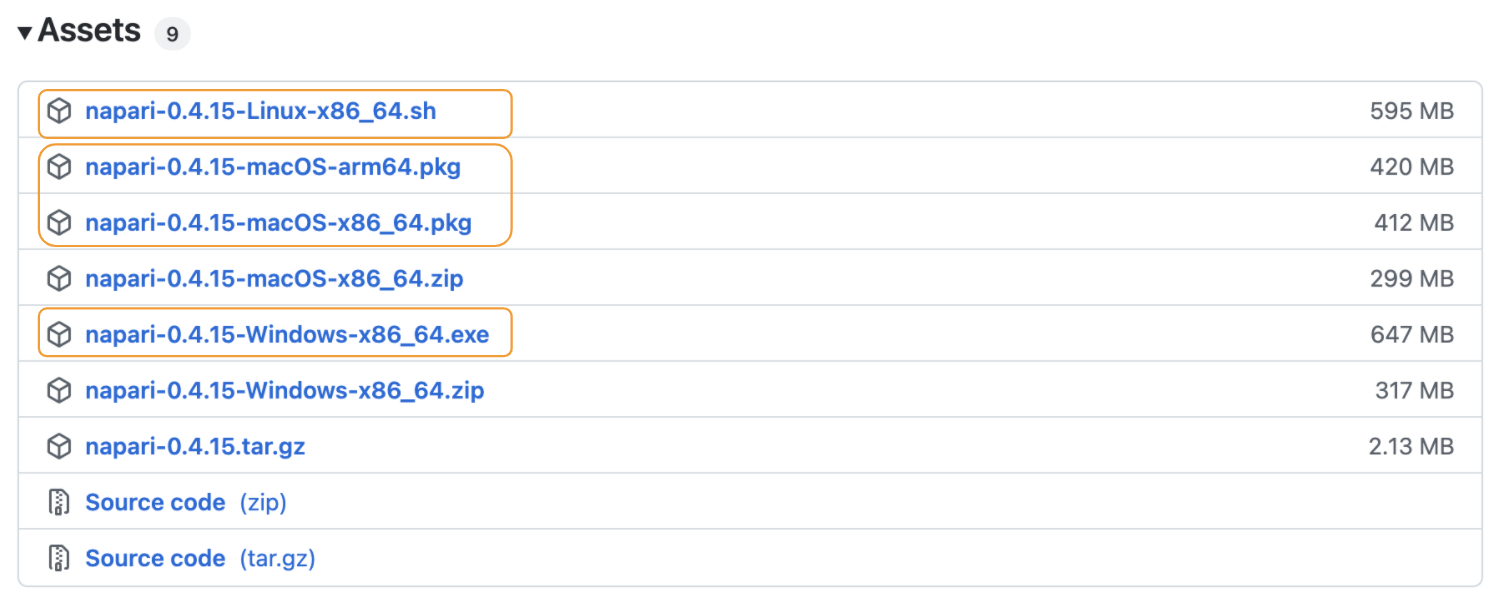 Assets 9
napari-0.4.15-Linux-x86_64.sh 595 MB
napari-0.4.15-macOS-arm64.pkg 420 MB
napari-0.4.15-macOS-x86_64.pkg 412 MB
napari-0.4.15-macOS-x86_64.zip 299 MB
napari-0.4.15-Windows-x86_64.exe 647 MB
napari-0.4.15-Windows-x86_64.zip 317 MB
napari-0.4.15.tar.gz 2.13 MB
Source code (zip)
Source code (tar.gz)